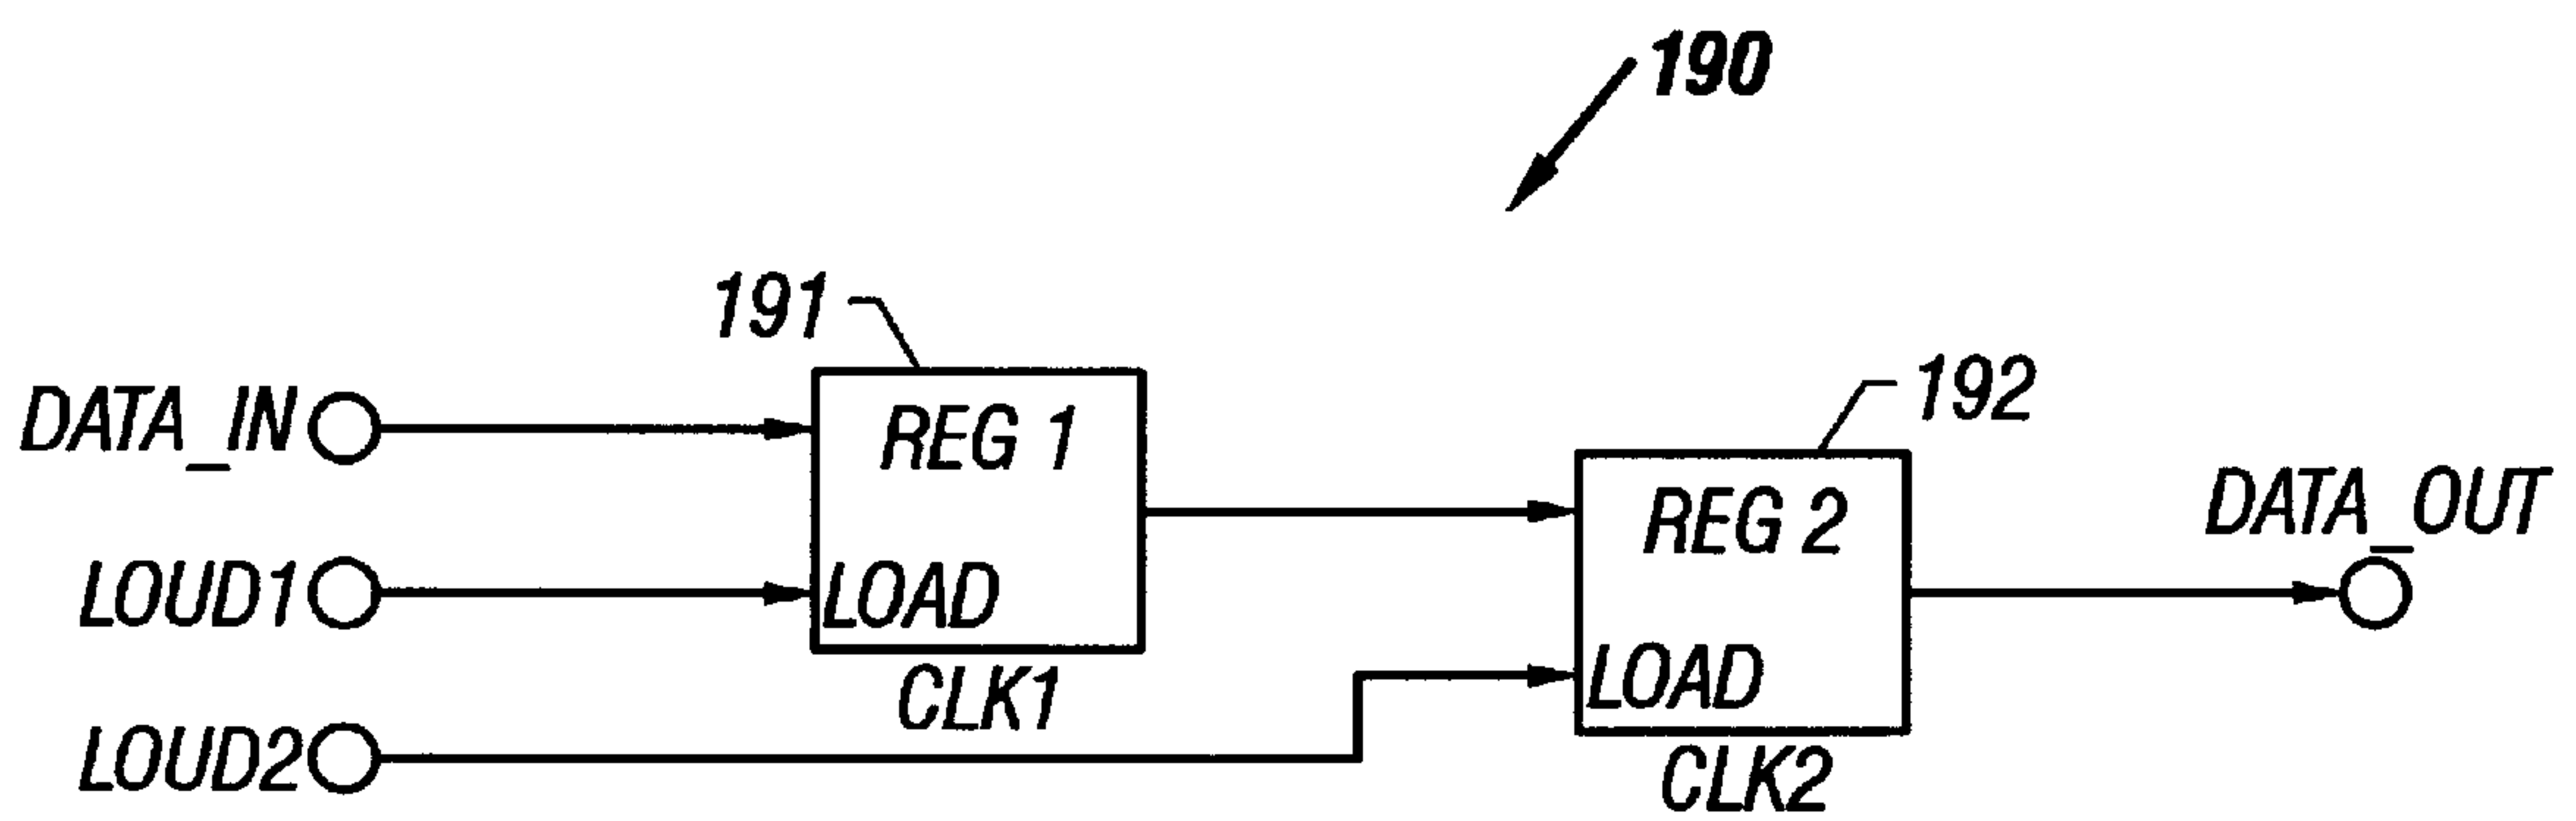 190
191
192
DATA_IN
REG 1
REG 2
DATA_OUT
LOUD1
LOAD
LOAD
CLK1
LOUD2
CLK2